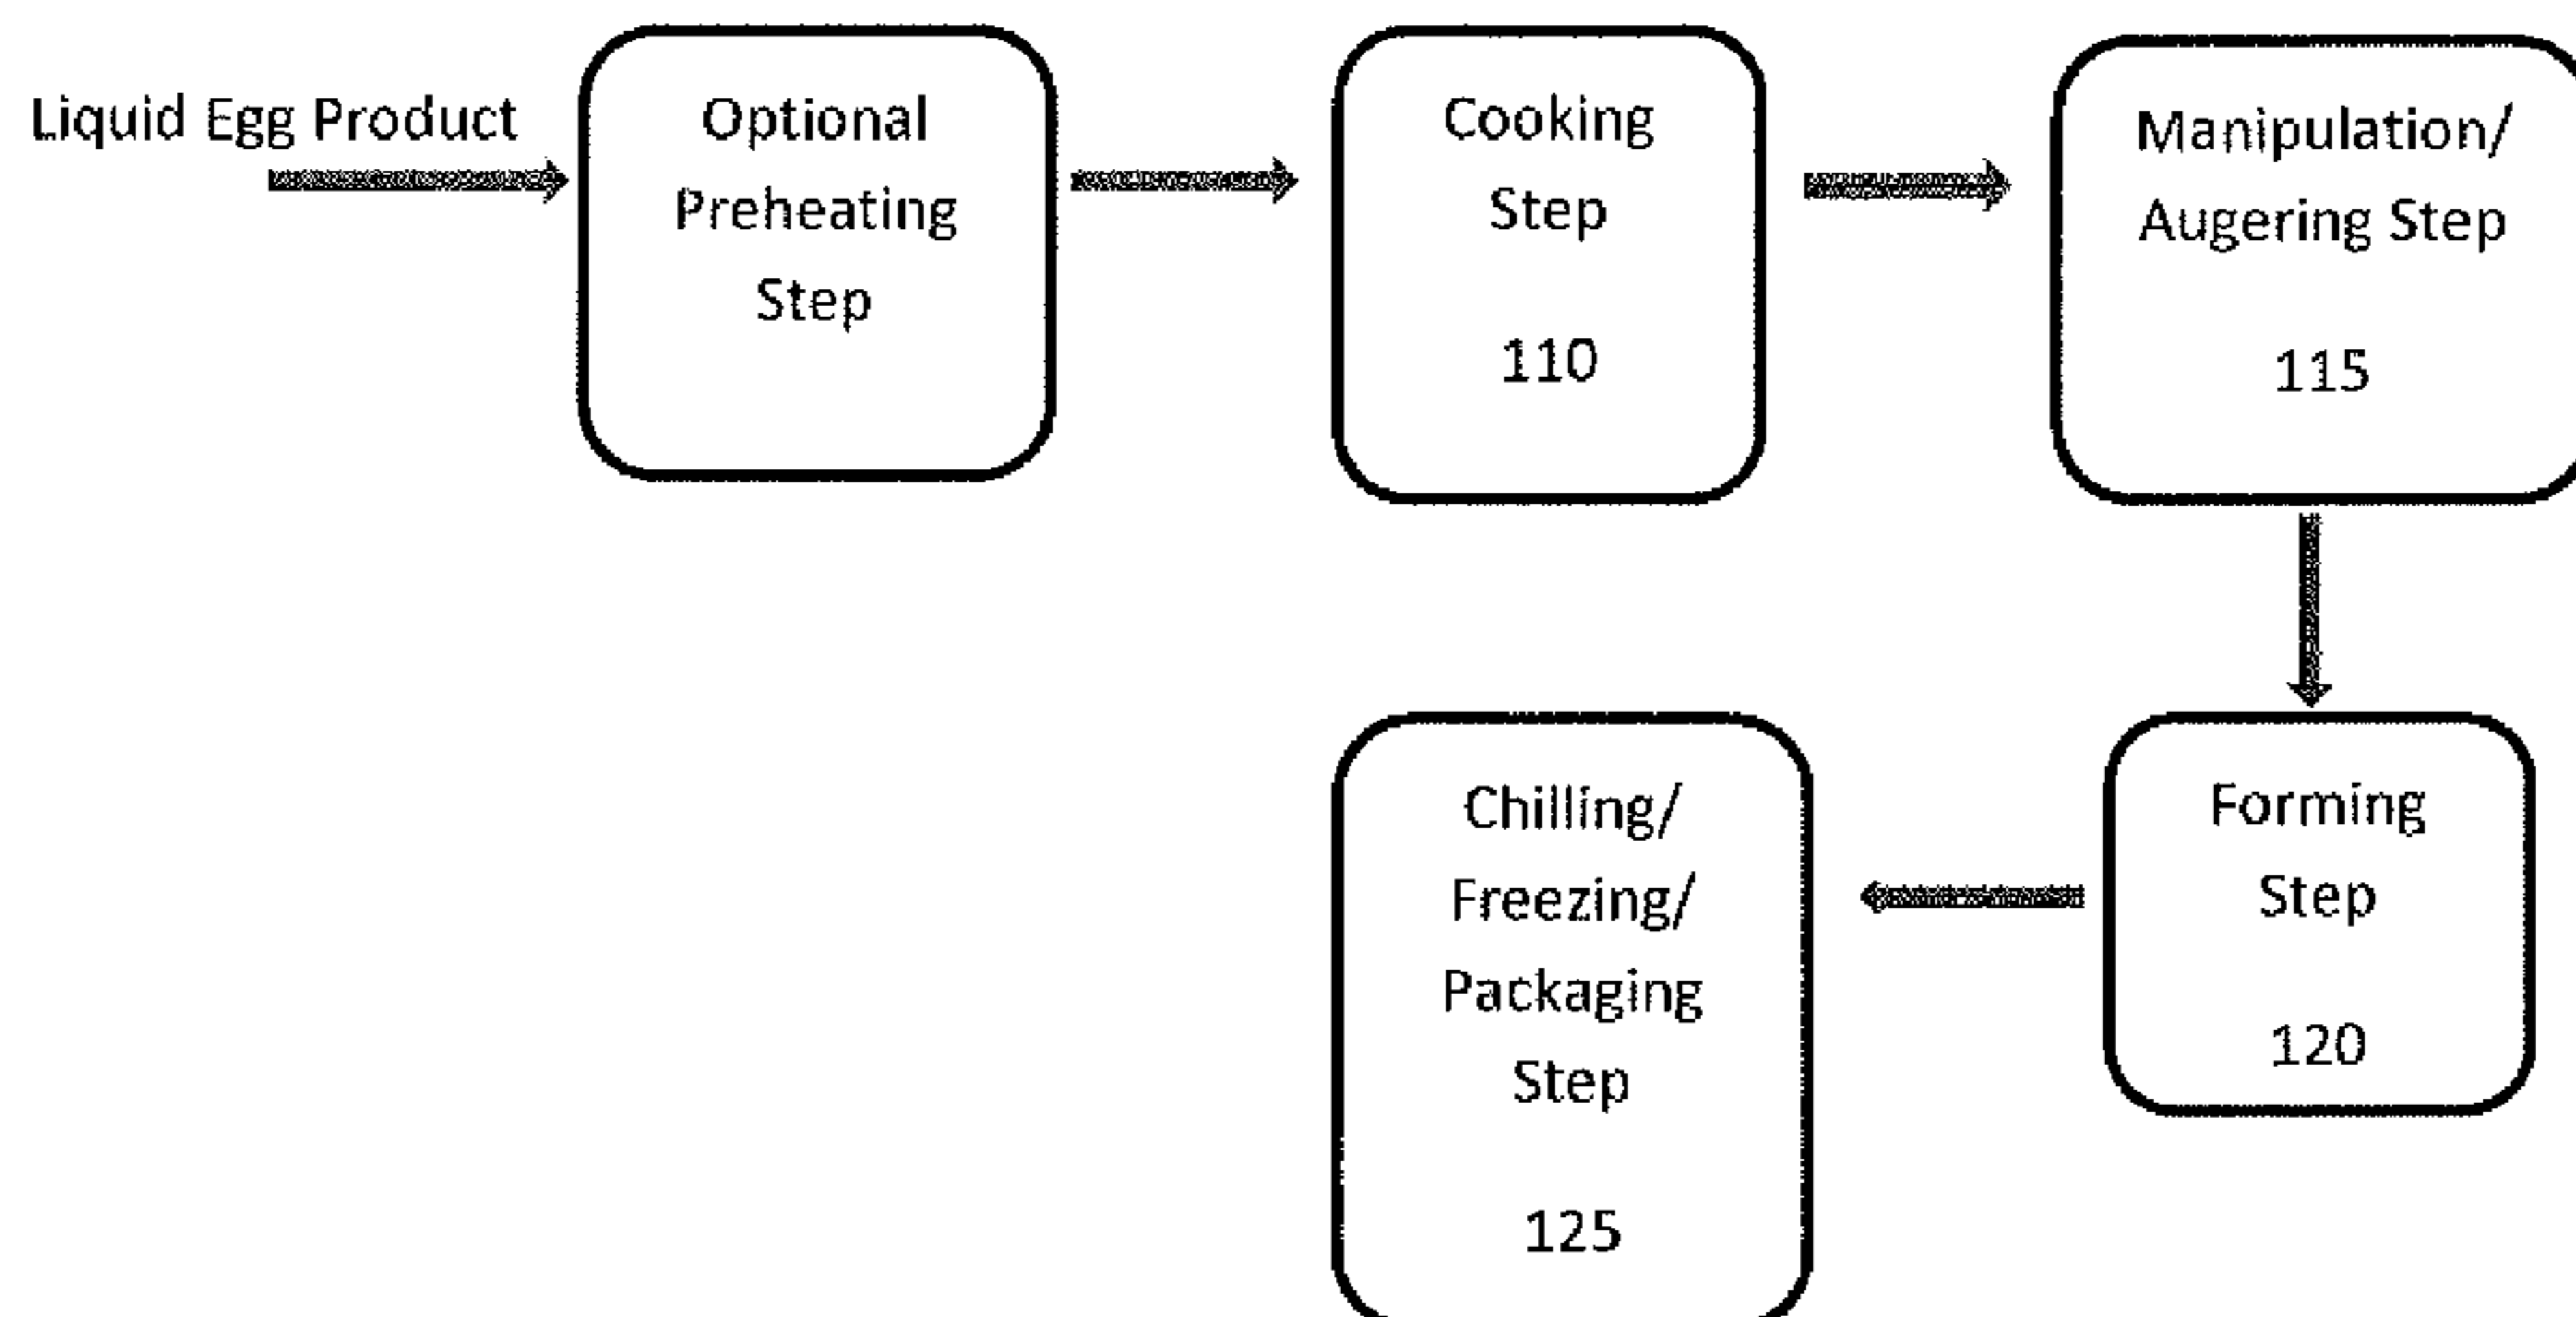 Liquid Egg Product
Optional
Preheating
Step
Cooking
Step
110
Manipulation/
Augering Step
115
Forming
Step
120
Chilling/
Freezing/
Packaging
Step
125